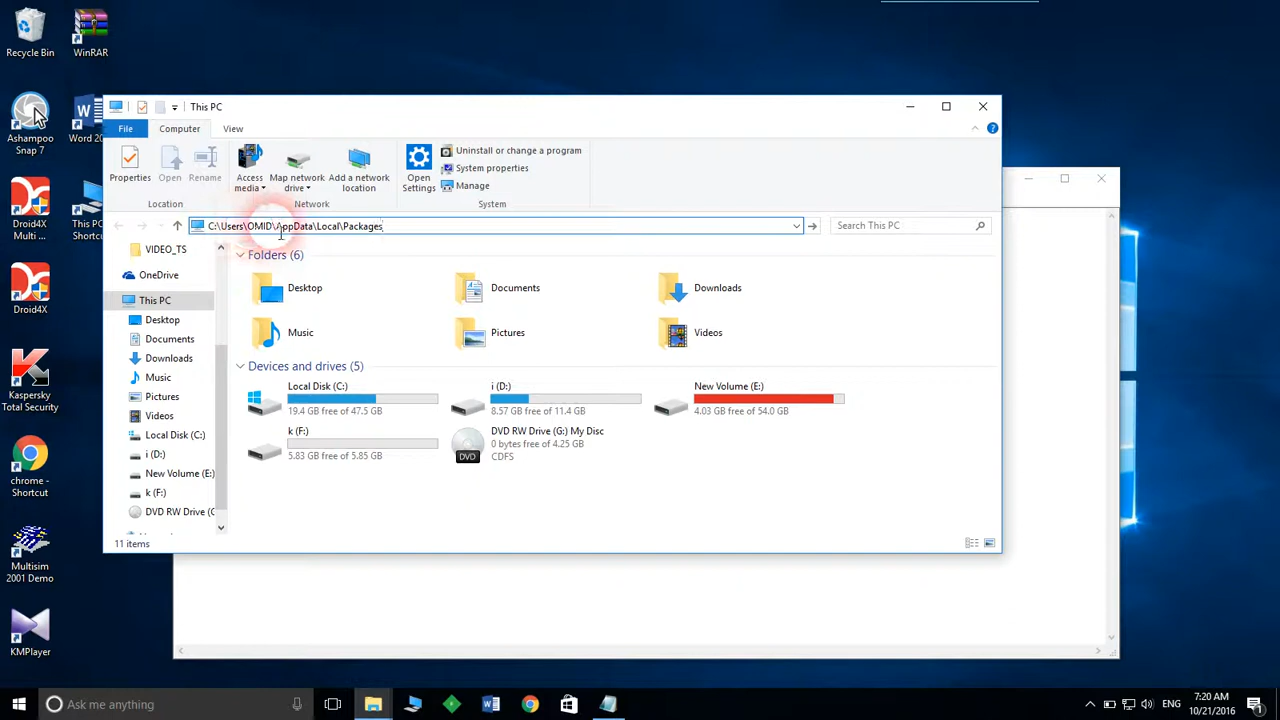 Recycle Bin
WinRAR
Ashampoo
Snap 7
Word 20
Droid4X
Multi ...
This PC
Shortcu
Droid4X
Kaspersky
Total Security
chrome -
Shortcut
Multisim
2001 Demo
KMPlayer
This PC
File
Computer
View
Properties
Open
Rename
Location
Access
media
Map network
drive
Add a network
location
Network
Open
Settings
Uninstall or change a program
System properties
Manage
System
C:\Users\OMID\AppData\Local\Packages
Search This PC
VIDEO_TS
OneDrive
This PC
Desktop
Documents
Downloads
Music
Pictures
Videos
Local Disk (C:)
i (D:)
New Volume (E:)
k (F:)
DVD RW Drive (G
Folders (6)
Desktop
Documents
Downloads
Music
Pictures
Videos
Devices and drives (5)
Local Disk (C:)
19.4 GB free of 47.5 GB
i (D:)
8.57 GB free of 11.4 GB
New Volume (E:)
4.03 GB free of 54.0 GB
k (F:)
5.83 GB free of 5.85 GB
DVD RW Drive (G:) My Disc
0 bytes free of 4.25 GB
CDFS
DVD
11 items
Ask me anything
ENG
7:20 AM
10/21/2016